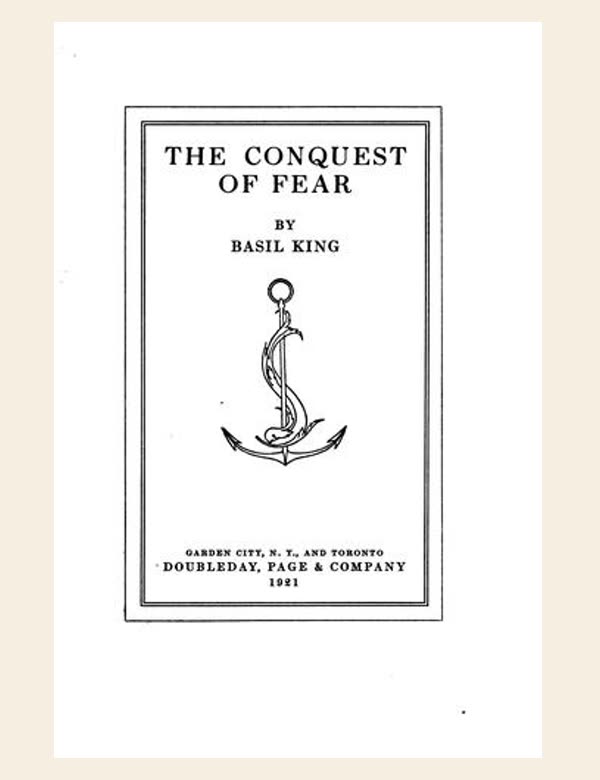 THE CONQUEST
OF FEAR
BY
BASIL KING
GARDEN CITY, N. Y., AND TORONTO
DOUBLEDAY, PAGE & COMPANY
1921